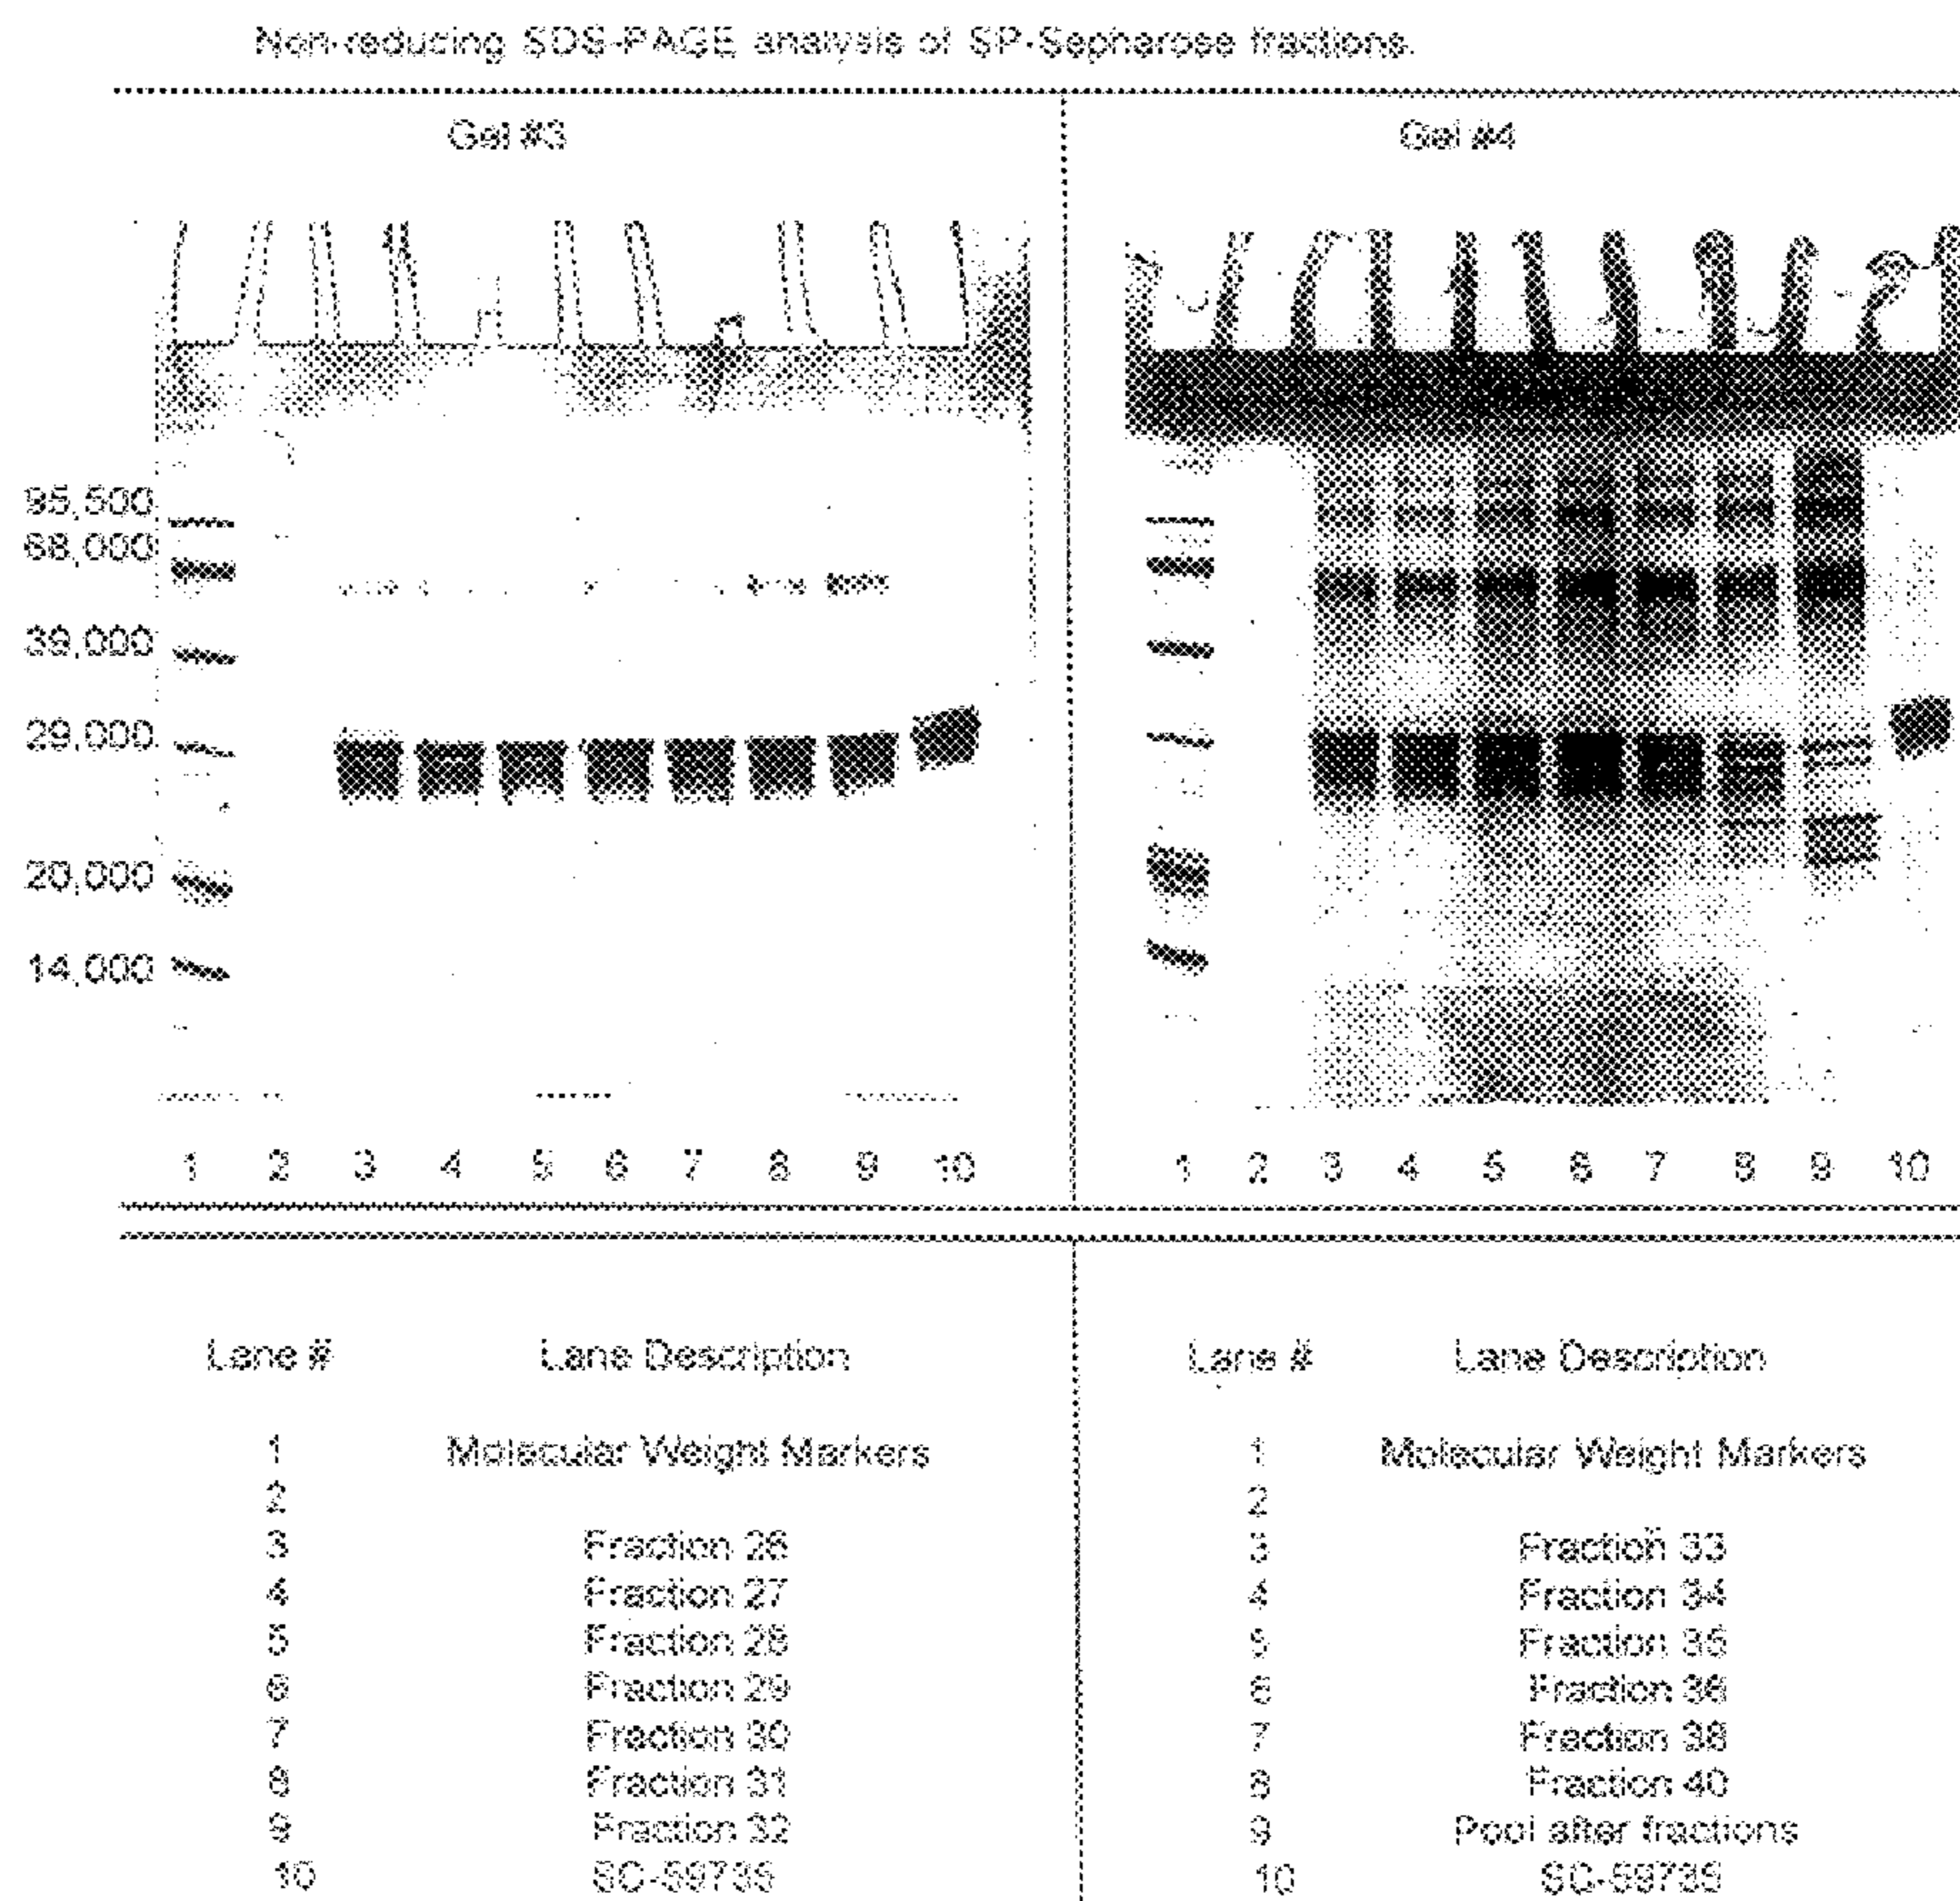 Non-reducing SDS-PAGE analysis of SP-Sepharose fractions.
Gel #3
Gel #4
95,500
68,000
39,000
29,000
20,000
14,000
1 2 3 4 5 6 7 8 9 10
1 2 3 4 5 6 7 8 9 10
Lane # Lane Description
1 Molecular Weight Markers
2
3 Fraction 26
4 Fraction 27
5 Fraction 28
6 Fraction 29
7 Fraction 30
8 Fraction 31
9 Fraction 32
10 SC-59735
Lane # Lane Description
1 Molecular Weight Markers
2
3 Fraction 33
4 Fraction 34
5 Fraction 35
6 Fraction 36
7 Fraction 38
8 Fraction 40
9 Pool after fractions
10 SC-59735